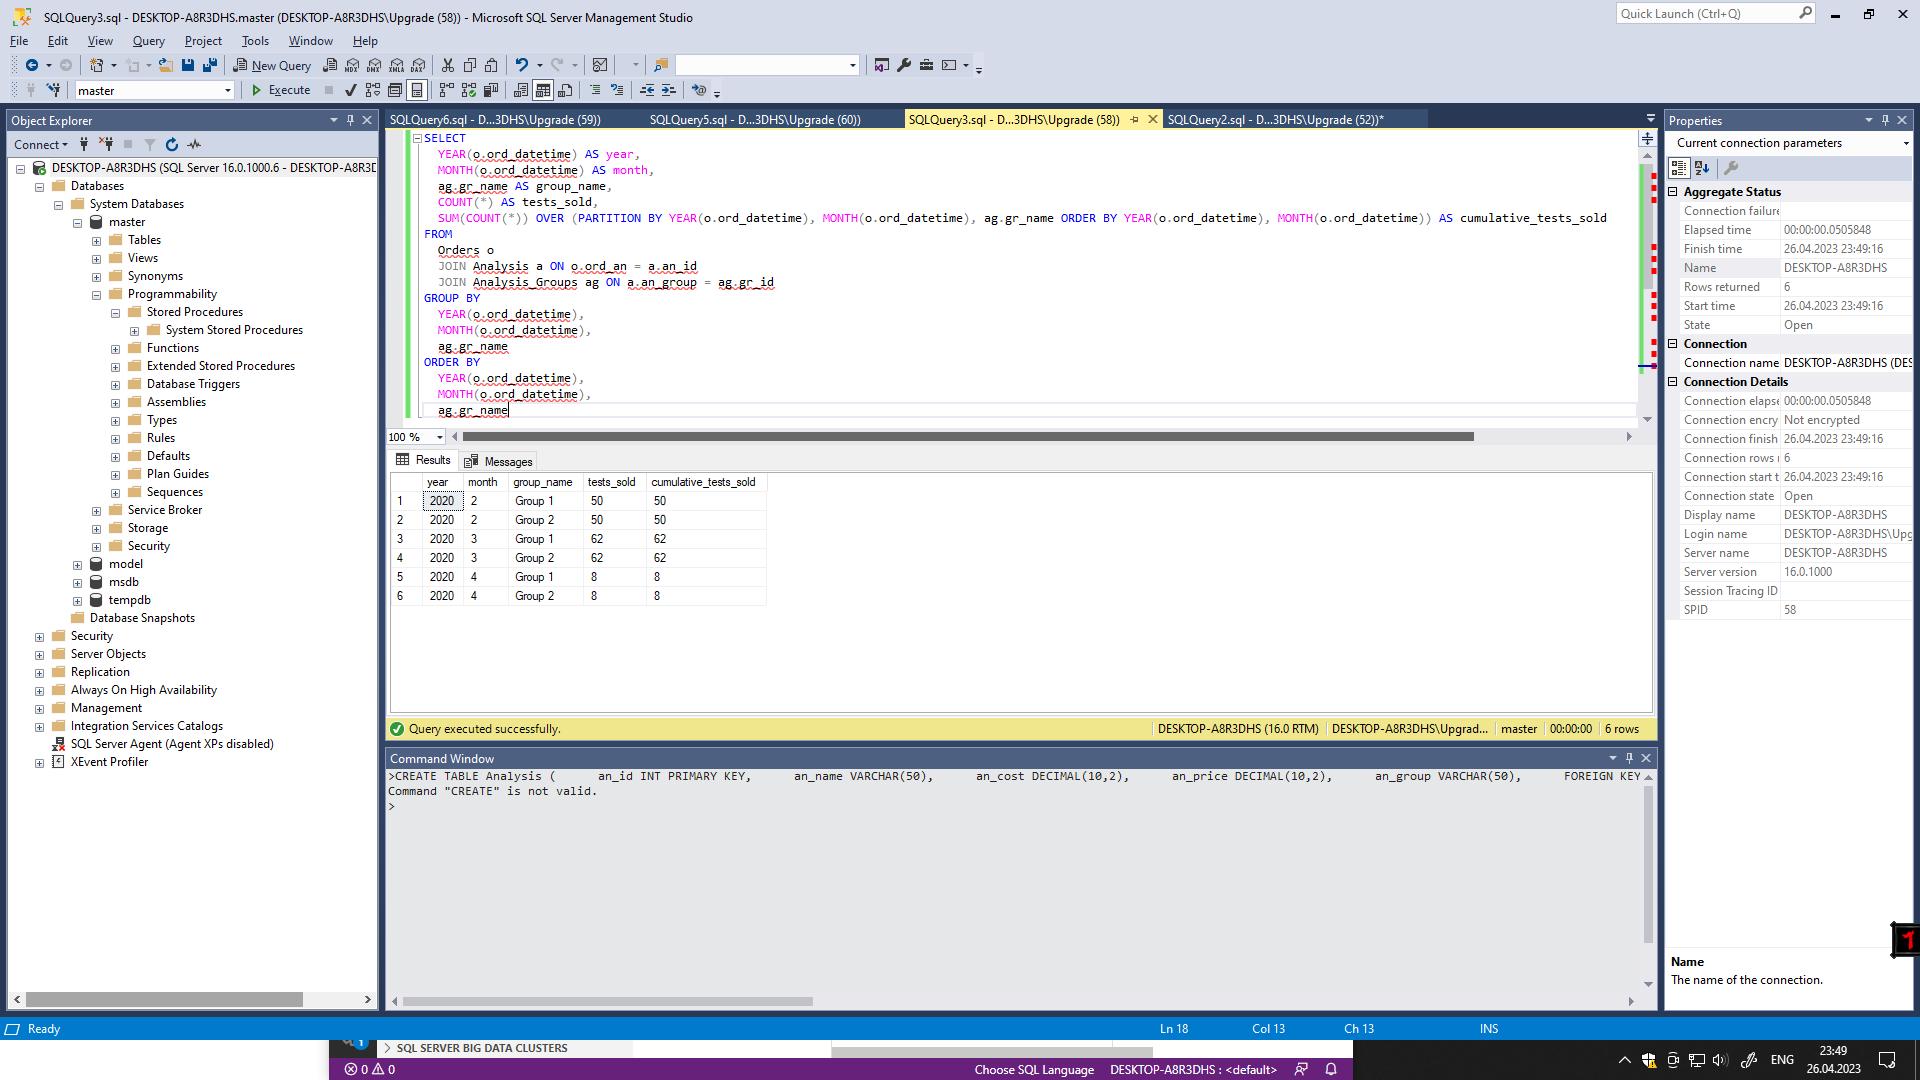 SQLQuery3.sql - DESKTOP-A8R3DHS.master (DESKTOP-A8R3DHS\Upgrade (58)) - Microsoft SQL Server Management Studio
Quick Launch (Ctrl+Q)
File Edit View Query Project Tools Window Help
New Query
MDX DMX XMLA DAX
master
Execute
Object Explorer
Connect
DESKTOP-A8R3DHS (SQL Server 16.0.1000.6 - DESKTOP-A8R3D
Databases
System Databases
master
Tables
Views
Synonyms
Programmability
Stored Procedures
System Stored Procedures
Functions
Extended Stored Procedures
Database Triggers
Assemblies
Types
Rules
Defaults
Plan Guides
Sequences
Service Broker
Storage
Security
model
msdb
tempdb
Database Snapshots
Security
Server Objects
Replication
Always On High Availability
Management
Integration Services Catalogs
SQL Server Agent (Agent XPs disabled)
XEvent Profiler
SQLQuery6.sql - D...3DHS\Upgrade (59)) SQLQuery5.sql - D...3DHS\Upgrade (60)) SQLQuery3.sql - D...3DHS\Upgrade (58)) SQLQuery2.sql - D...3DHS\Upgrade (52))*
SELECT
YEAR(o.ord_datetime) AS year,
MONTH(o.ord_datetime) AS month,
ag.gr_name AS group_name,
COUNT(*) AS tests_sold,
SUM(COUNT(*)) OVER (PARTITION BY YEAR(o.ord_datetime), MONTH(o.ord_datetime), ag.gr_name ORDER BY YEAR(o.ord_datetime), MONTH(o.ord_datetime)) AS cumulative_tests_sold
FROM
Orders o
JOIN Analysis a ON o.ord_an = a.an_id
JOIN Analysis_Groups ag ON a.an_group = ag.gr_id
GROUP BY
YEAR(o.ord_datetime),
MONTH(o.ord_datetime),
ag.gr_name
ORDER BY
YEAR(o.ord_datetime),
MONTH(o.ord_datetime),
ag.gr_name
100 %
Results Messages
year month group_name tests_sold cumulative_tests_sold
1 2020 2 Group 1 50 50
2 2020 2 Group 2 50 50
3 2020 3 Group 1 62 62
4 2020 3 Group 2 62 62
5 2020 4 Group 1 8 8
6 2020 4 Group 2 8 8
Query executed successfully. DESKTOP-A8R3DHS (16.0 RTM) DESKTOP-A8R3DHS\Upgrad... master 00:00:00 6 rows
Command Window
>CREATE TABLE Analysis ( an_id INT PRIMARY KEY, an_name VARCHAR(50), an_cost DECIMAL(10,2), an_price DECIMAL(10,2), an_group VARCHAR(50), FOREIGN KEY
Command "CREATE" is not valid.
>
Properties
Current connection parameters
Aggregate Status
Connection failure
Elapsed time 00:00:00.0505848
Finish time 26.04.2023 23:49:16
Name DESKTOP-A8R3DHS
Rows returned 6
Start time 26.04.2023 23:49:16
State Open
Connection
Connection name DESKTOP-A8R3DHS (DES
Connection Details
Connection elapse 00:00:00.0505848
Connection encry Not encrypted
Connection finish 26.04.2023 23:49:16
Connection rows r 6
Connection start t 26.04.2023 23:49:16
Connection state Open
Display name DESKTOP-A8R3DHS
Login name DESKTOP-A8R3DHS\Upg
Server name DESKTOP-A8R3DHS
Server version 16.0.1000
Session Tracing ID
SPID 58
Name
The name of the connection.
1
Ready Ln 18 Col 13 Ch 13 INS
1 SQL SERVER BIG DATA CLUSTERS
0 0 Choose SQL Language DESKTOP-A8R3DHS : <default>
ENG 23:49
26.04.2023